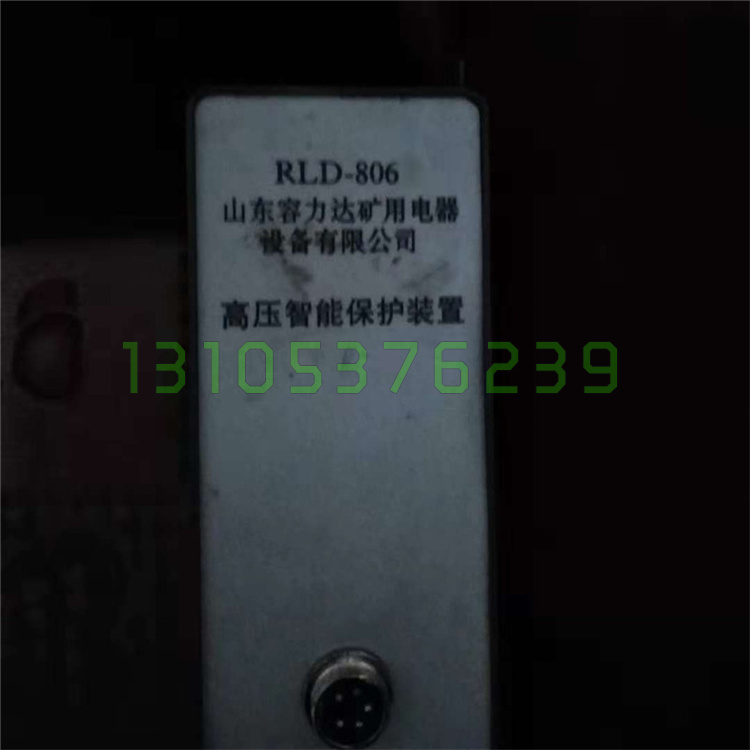 RLD-806
山东容力达矿用电器
设备有限公司
高压智能保护装置
13105376239